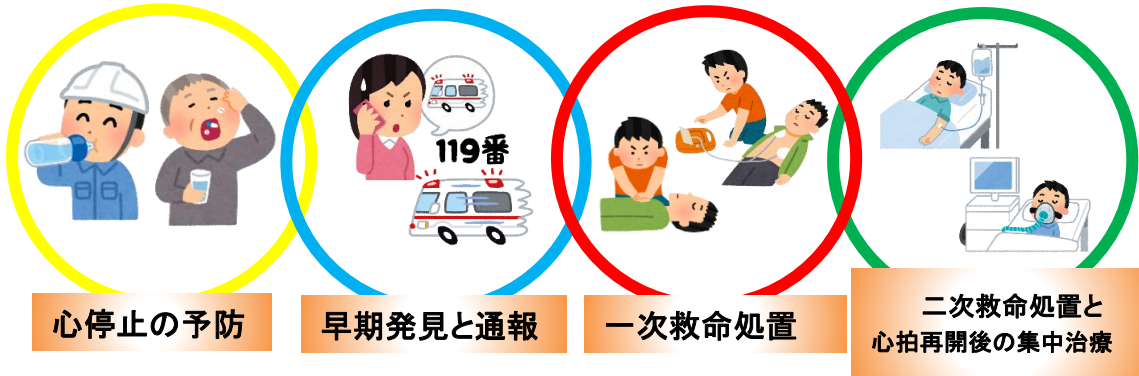 119番
心停止の予防
早期発見と通報
一次救命処置
二次救命処置と
心拍再開後の集中治療